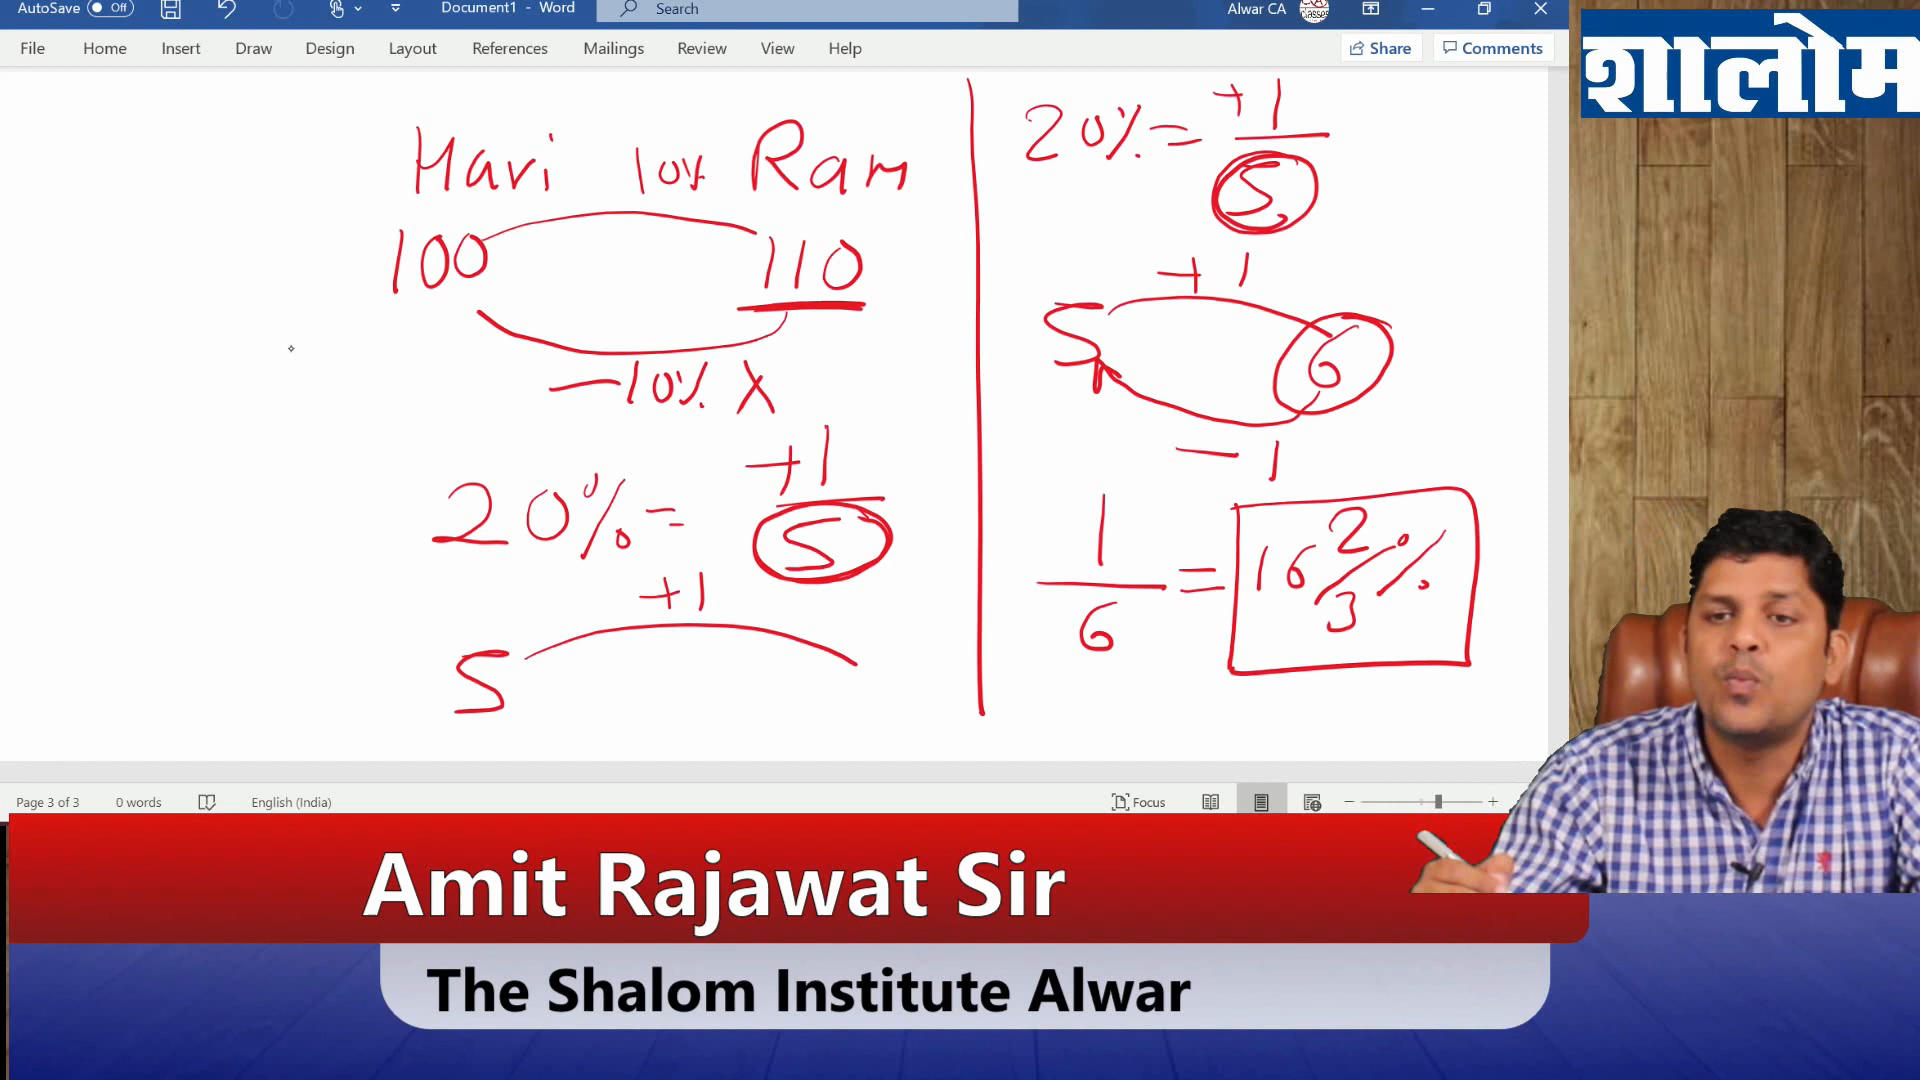 AutoSave Off Document1 - Word Search Alwar CA
File Home Insert Draw Design Layout References Mailings Review View Help Share Comments
शालोम
Hari 10% Ram
100 110
-10% X
20% = +1
5
+1
5
20% = +1
5
+1
5 6
-1
1
6 = 16 2/3 %
Page 3 of 3 0 words English (India) Focus
Amit Rajawat Sir
The Shalom Institute Alwar